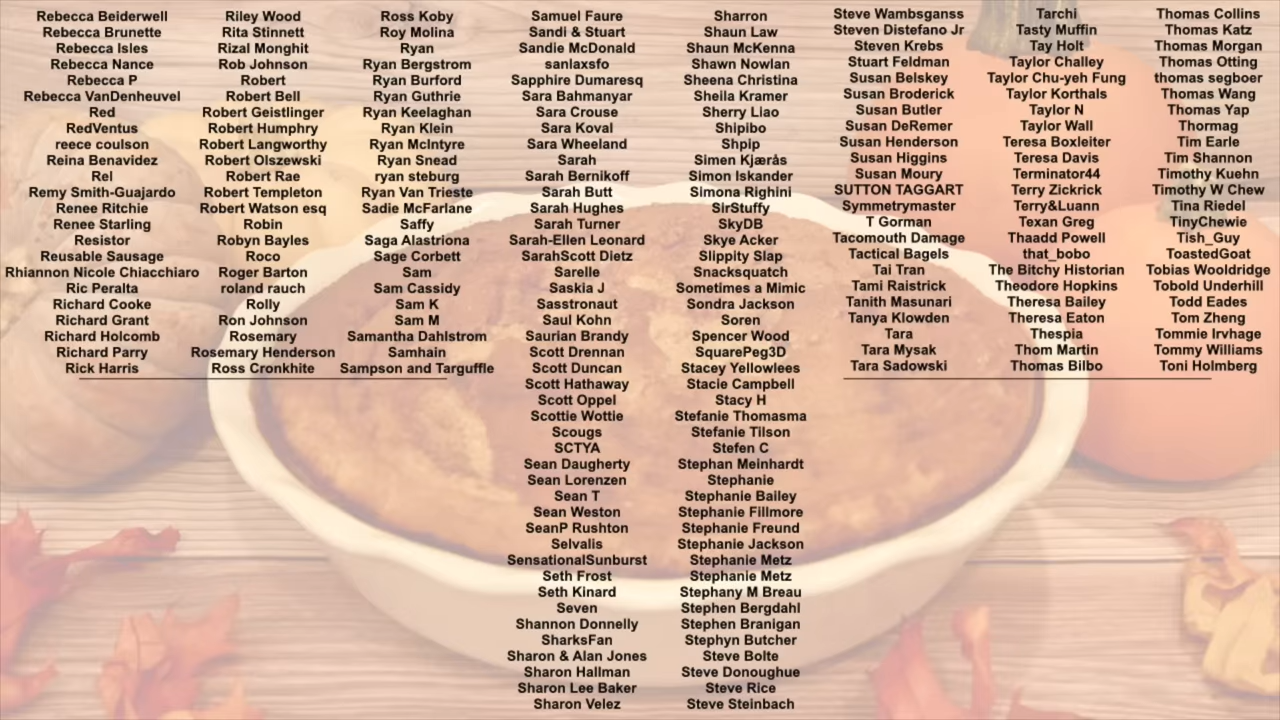 Rebecca Beiderwell
Rebecca Brunette
Rebecca Isles
Rebecca Nance
Rebecca P
Rebecca VanDenheuvel
Red
RedVentus
reece coulson
Reina Benavidez
Rel
Remy Smith-Guajardo
Renee Ritchie
Renee Starling
Resistor
Reusable Sausage
Rhiannon Nicole Chiacchiaro
Ric Peralta
Richard Cooke
Richard Grant
Richard Holcomb
Richard Parry
Rick Harris
Riley Wood
Rita Stinnett
Rizal Monghit
Rob Johnson
Robert
Robert Bell
Robert Geistlinger
Robert Humphry
Robert Langworthy
Robert Olszewski
Robert Rae
Robert Templeton
Robert Watson esq
Robin
Robyn Bayles
Roco
Roger Barton
roland rauch
Rolly
Ron Johnson
Rosemary
Rosemary Henderson
Ross Cronkhite
Ross Koby
Roy Molina
Ryan
Ryan Bergstrom
Ryan Burford
Ryan Guthrie
Ryan Keelaghan
Ryan Klein
Ryan McIntyre
Ryan Snead
ryan steburg
Ryan Van Trieste
Sadie McFarlane
Saffy
Saga Alastriona
Sage Corbett
Sam
Sam Cassidy
Sam K
Sam M
Samantha Dahlstrom
Samhain
Sampson and Targuffle
Samuel Faure
Sandi & Stuart
Sandie McDonald
sanlaxsfo
Sapphire Dumaresq
Sara Bahmanyar
Sara Crouse
Sara Koval
Sara Wheeland
Sarah
Sarah Bernikoff
Sarah Butt
Sarah Hughes
Sarah Turner
Sarah-Ellen Leonard
SarahScott Dietz
Sarelle
Saskia J
Sasstronaut
Saul Kohn
Saurian Brandy
Scott Drennan
Scott Duncan
Scott Hathaway
Scott Oppel
Scottie Wottie
Scougs
SCTYA
Sean Daugherty
Sean Lorenzen
Sean T
Sean Weston
SeanP Rushton
Selvalis
SensationalSunburst
Seth Frost
Seth Kinard
Seven
Shannon Donnelly
SharksFan
Sharon & Alan Jones
Sharon Hallman
Sharon Lee Baker
Sharon Velez
Sharron
Shaun Law
Shaun McKenna
Shawn Nowlan
Sheena Christina
Sheila Kramer
Sherry Liao
Shipibo
Shpip
Simen Kjærås
Simon Iskander
Simona Righini
SirStuffy
SkyDB
Skye Acker
Slippity Slap
Snacksquatch
Sometimes a Mimic
Sondra Jackson
Soren
Spencer Wood
SquarePeg3D
Stacey Yellowlees
Stacie Campbell
Stacy H
Stefanie Thomasma
Stefanie Tilson
Stefen C
Stephan Meinhardt
Stephanie
Stephanie Bailey
Stephanie Fillmore
Stephanie Freund
Stephanie Jackson
Stephanie Metz
Stephanie Metz
Stephany M Breau
Stephen Bergdahl
Stephen Branigan
Stephyn Butcher
Steve Bolte
Steve Donoughue
Steve Rice
Steve Steinbach
Steve Wambsganss
Steven Distefano Jr
Steven Krebs
Stuart Feldman
Susan Belskey
Susan Broderick
Susan Butler
Susan DeRemer
Susan Henderson
Susan Higgins
Susan Moury
SUTTON TAGGART
Symmetrymaster
T Gorman
Tacomouth Damage
Tactical Bagels
Tai Tran
Tami Raistrick
Tanith Masunari
Tanya Klowden
Tara
Tara Mysak
Tara Sadowski
Tarchi
Tasty Muffin
Tay Holt
Taylor Challey
Taylor Chu-yeh Fung
Taylor Korthals
Taylor N
Taylor Wall
Teresa Boxleiter
Teresa Davis
Terminator44
Terry Zickrick
Terry&Luann
Texan Greg
Thaadd Powell
that_bobo
The Bitchy Historian
Theodore Hopkins
Theresa Bailey
Theresa Eaton
Thespia
Thom Martin
Thomas Bilbo
Thomas Collins
Thomas Katz
Thomas Morgan
Thomas Otting
thomas segboer
Thomas Wang
Thomas Yap
Thormag
Tim Earle
Tim Shannon
Timothy Kuehn
Timothy W Chew
Tina Riedel
TinyChewie
Tish_Guy
ToastedGoat
Tobias Wooldridge
Tobold Underhill
Todd Eades
Tom Zheng
Tommie Irvhage
Tommy Williams
Toni Holmberg